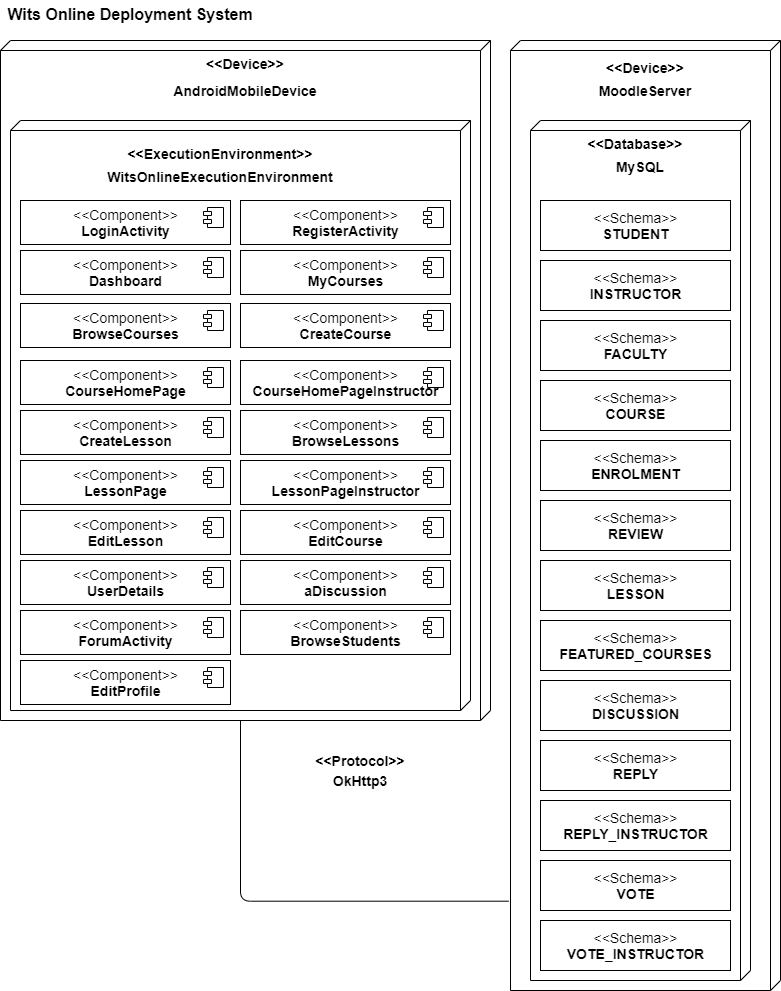 Wits Online Deployment System
<<Device>>
AndroidMobileDevice
<<ExecutionEnvironment>>
WitsOnlineExecutionEnvironment
<<Component>>
LoginActivity
<<Component>>
RegisterActivity
<<Component>>
Dashboard
<<Component>>
MyCourses
<<Component>>
BrowseCourses
<<Component>>
CreateCourse
<<Component>>
CourseHomePage
<<Component>>
CourseHomePageInstructor
<<Component>>
CreateLesson
<<Component>>
BrowseLessons
<<Component>>
LessonPage
<<Component>>
LessonPageInstructor
<<Component>>
EditLesson
<<Component>>
EditCourse
<<Component>>
UserDetails
<<Component>>
aDiscussion
<<Component>>
ForumActivity
<<Component>>
BrowseStudents
<<Component>>
EditProfile
<<Protocol>>
OkHttp3
<<Device>>
MoodleServer
<<Database>>
MySQL
<<Schema>>
STUDENT
<<Schema>>
INSTRUCTOR
<<Schema>>
FACULTY
<<Schema>>
COURSE
<<Schema>>
ENROLMENT
<<Schema>>
REVIEW
<<Schema>>
LESSON
<<Schema>>
FEATURED_COURSES
<<Schema>>
DISCUSSION
<<Schema>>
REPLY
<<Schema>>
REPLY_INSTRUCTOR
<<Schema>>
VOTE
<<Schema>>
VOTE_INSTRUCTOR